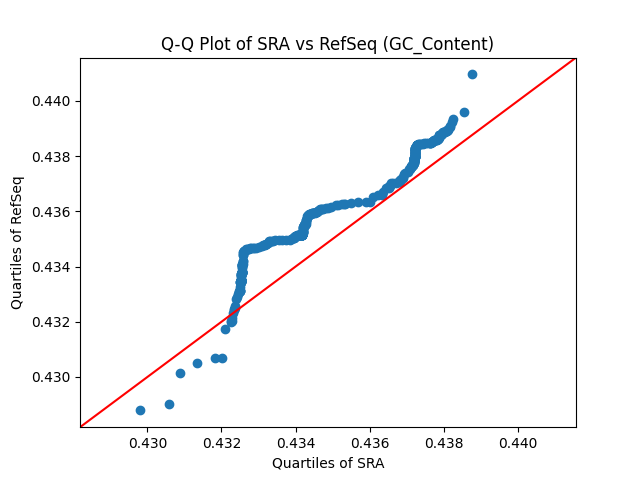 Q-Q Plot of SRA vs RefSeq (GC_Content)
0.440
0.438
0.436
0.434
0.432
0.430
Quartiles of RefSeq
0.430 0.432 0.434 0.436 0.438 0.440
Quartiles of SRA